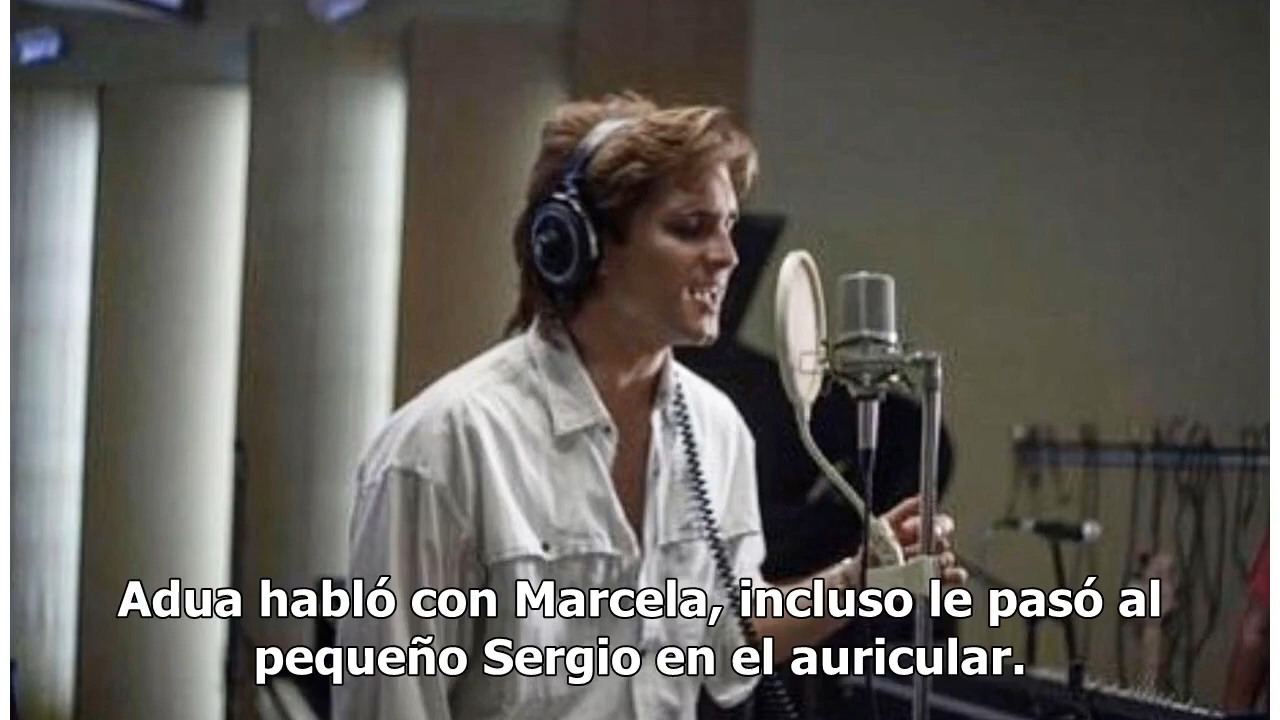 Adua habló con Marcela, incluso le pasó al
pequeño Sergio en el auricular.